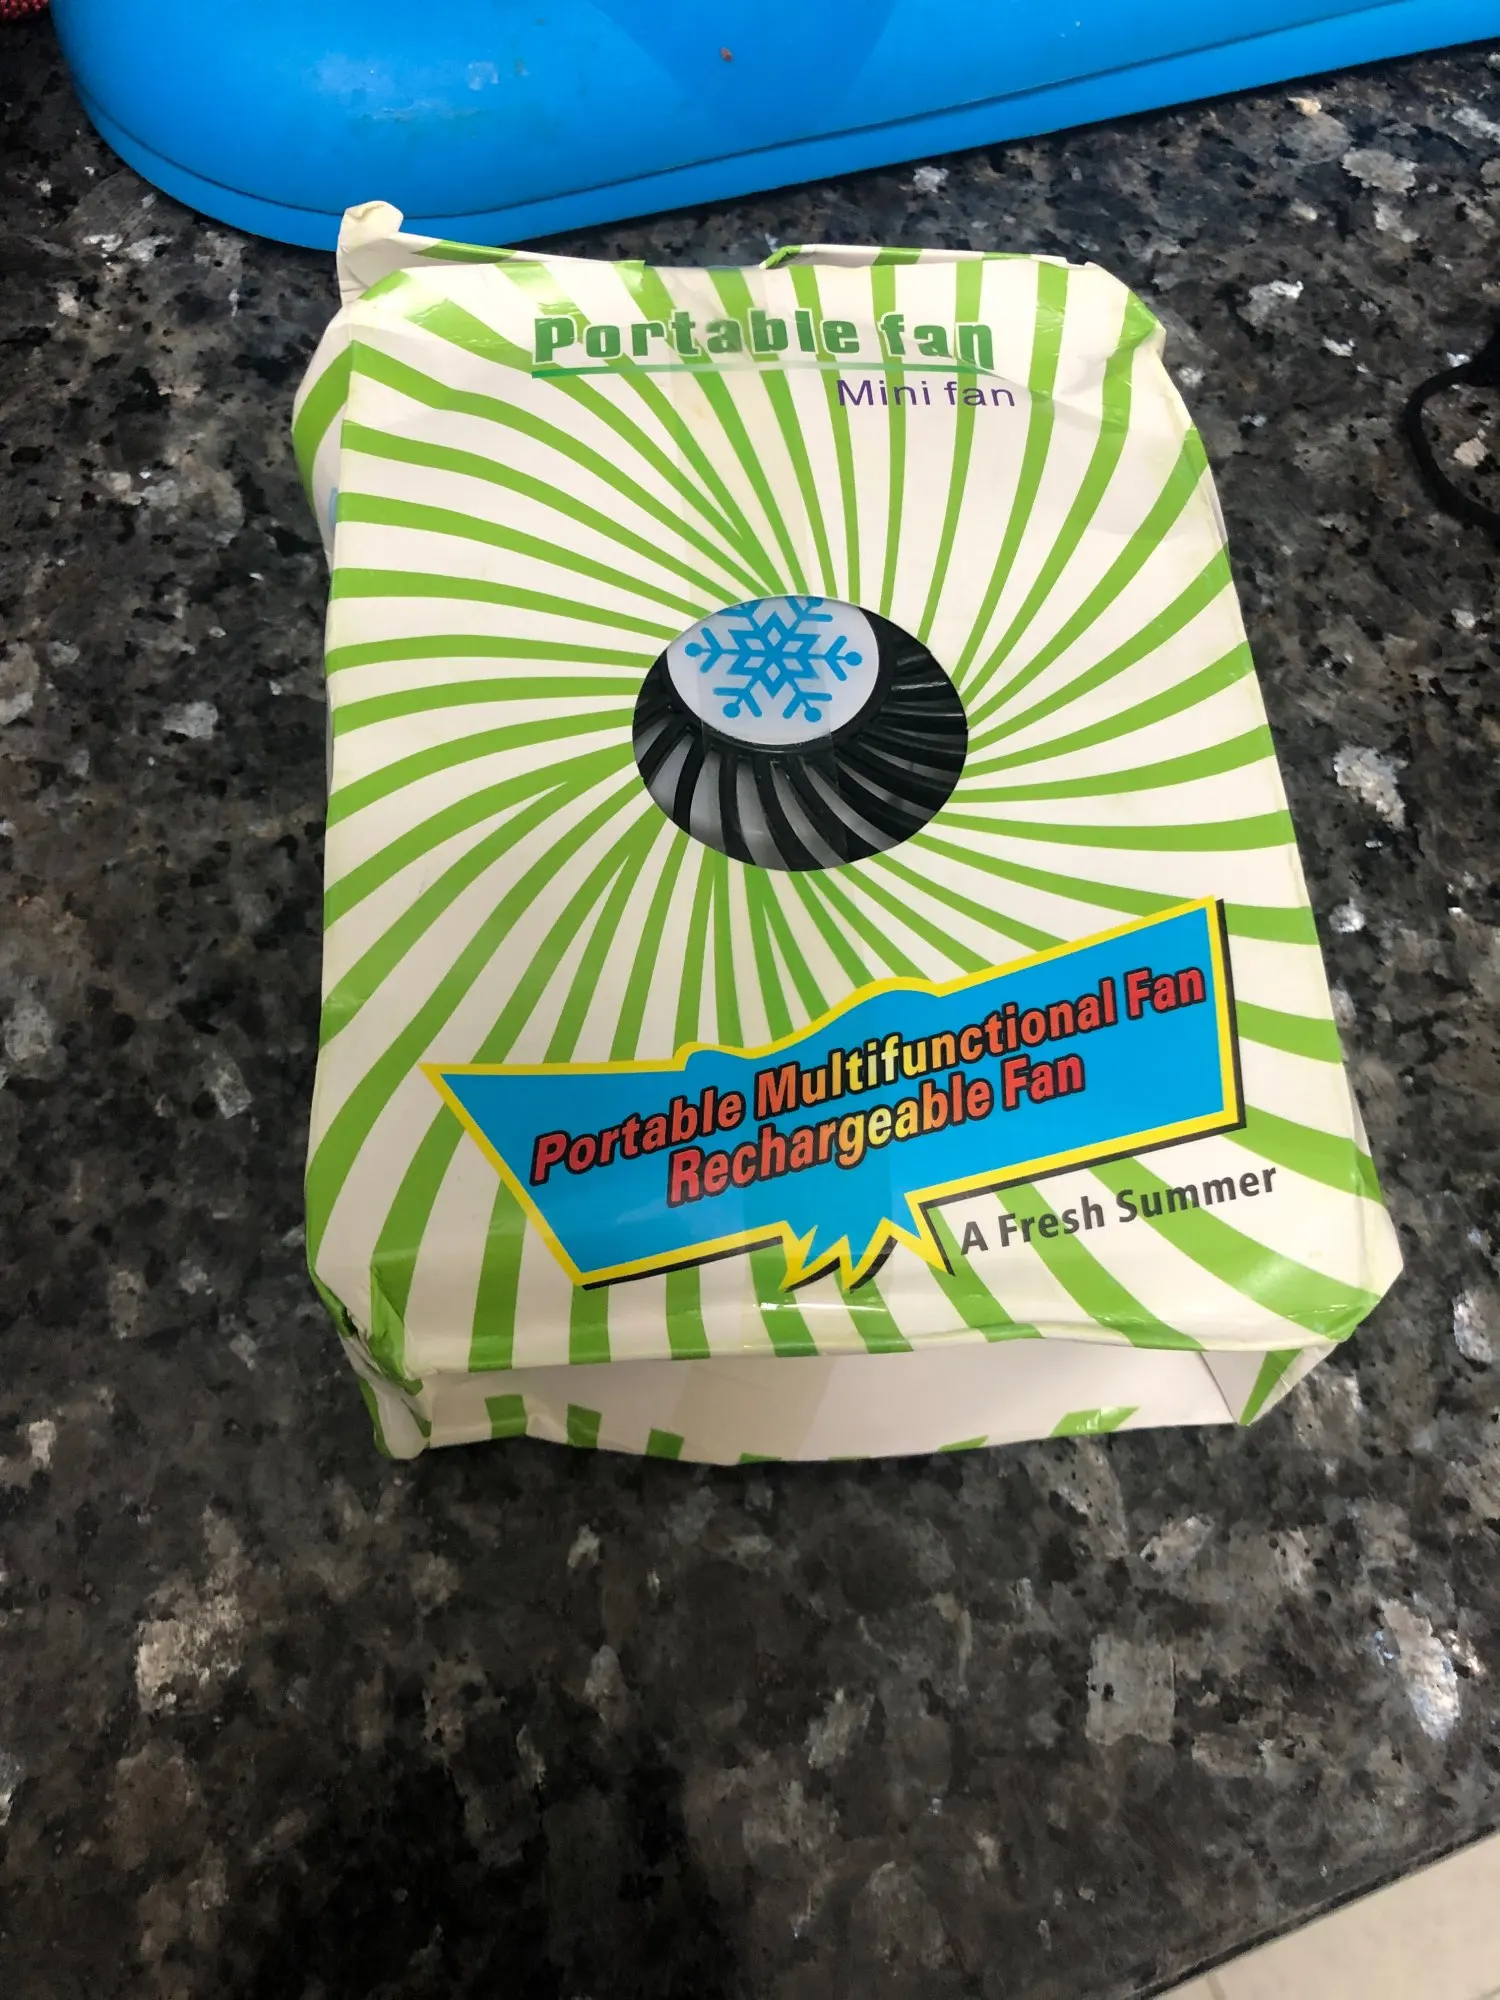 Portable fan
Mini fan
Portable Multifunctional Fan
Rechargeable Fan
A Fresh Summer